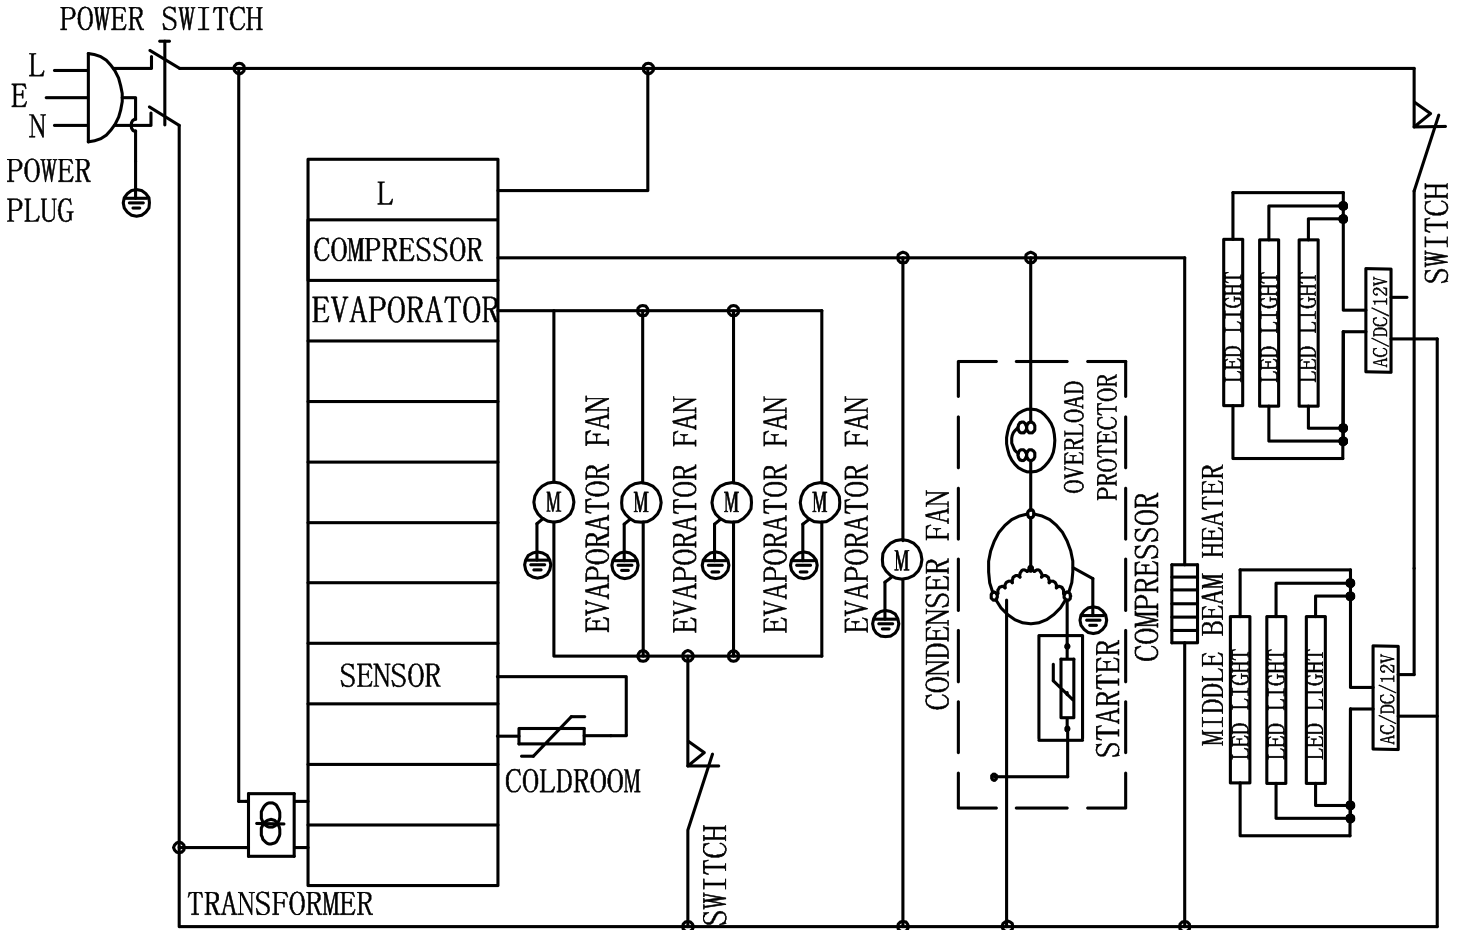 POWER SWITCH
L
E
N
POWER
PLUG
L
COMPRESSOR
EVAPORATOR
SENSOR
COLDROOM
TRANSFORMER
M
EVAPORATOR FAN
M
EVAPORATOR FAN
M
EVAPORATOR FAN
M
EVAPORATOR FAN
SWITCH
M
CONDENSER FAN
OVERLOAD
PROTECTOR
STARTER
COMPRESSOR
MIDDLE BEAM HEATER
LED LIGHT
LED LIGHT
LED LIGHT
AC/DC/12V
SWITCH
LED LIGHT
LED LIGHT
LED LIGHT
AC/DC/12V